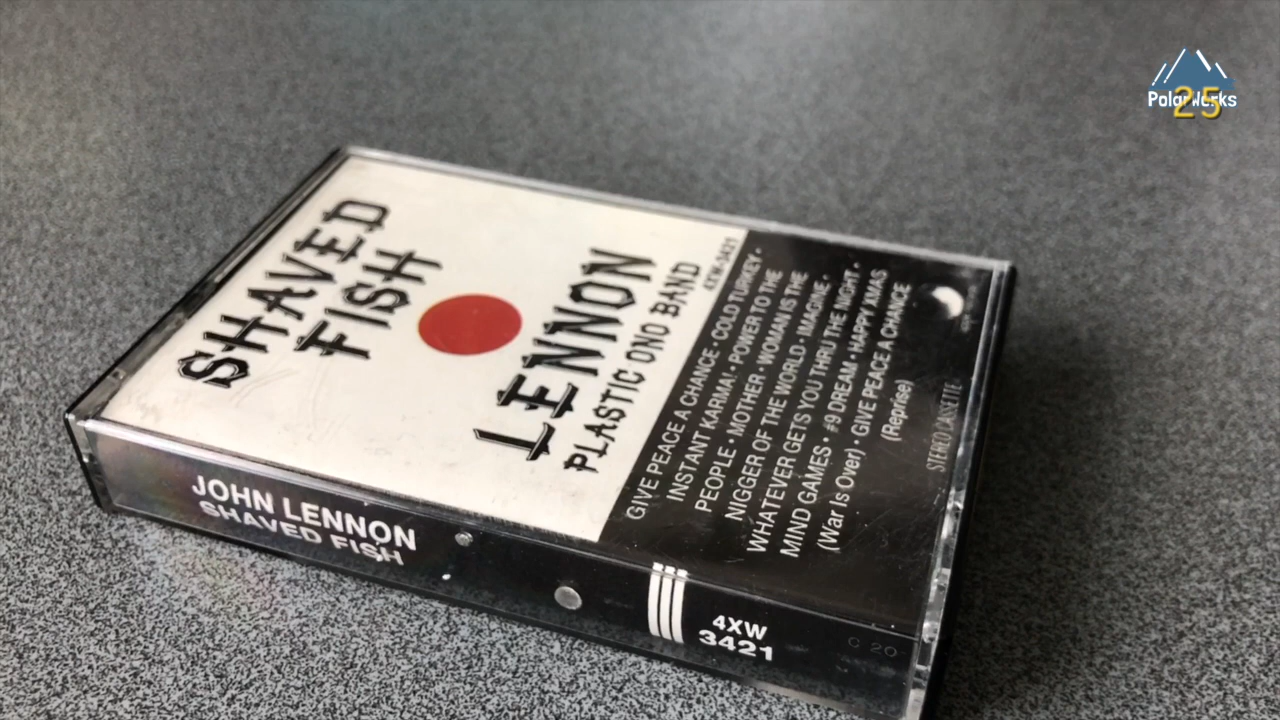 PolarWorks
25
SHAVED
FISH
LENNON
PLASTIC ONO BAND
4XW-3421
GIVE PEACE A CHANCE • COLD TURKEY •
INSTANT KARMA! • POWER TO THE
PEOPLE • MOTHER • WOMAN IS THE
NIGGER OF THE WORLD • IMAGINE •
WHATEVER GETS YOU THRU THE NIGHT •
MIND GAMES • #9 DREAM • HAPPY XMAS
(War Is Over) • GIVE PEACE A CHANCE
(Reprise)
STEREO CASSETTE
JOHN LENNON
SHAVED FISH
4XW
3421
C 20